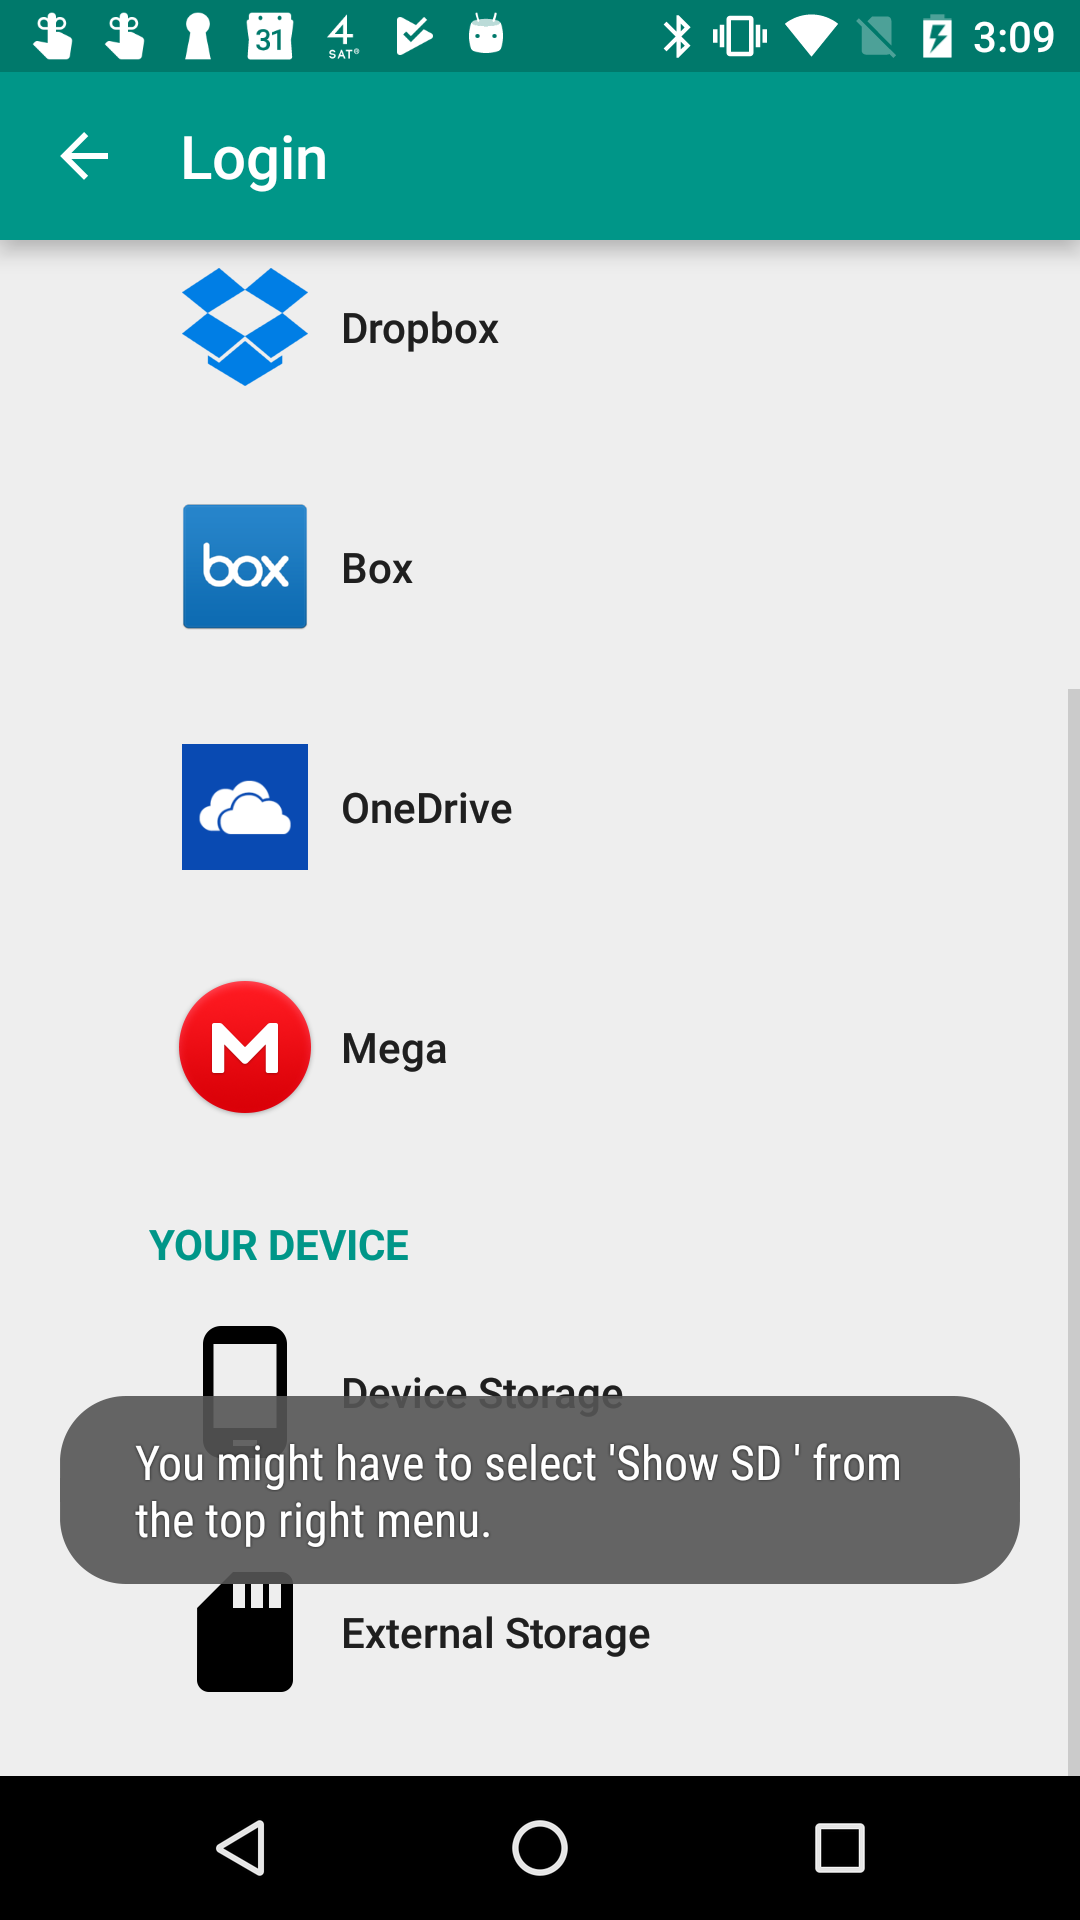 31
4
SAT®
3:09
Login
Dropbox
box
Box
OneDrive
M
Mega
YOUR DEVICE
Device Storage
You might have to select 'Show SD ' from
the top right menu.
External Storage